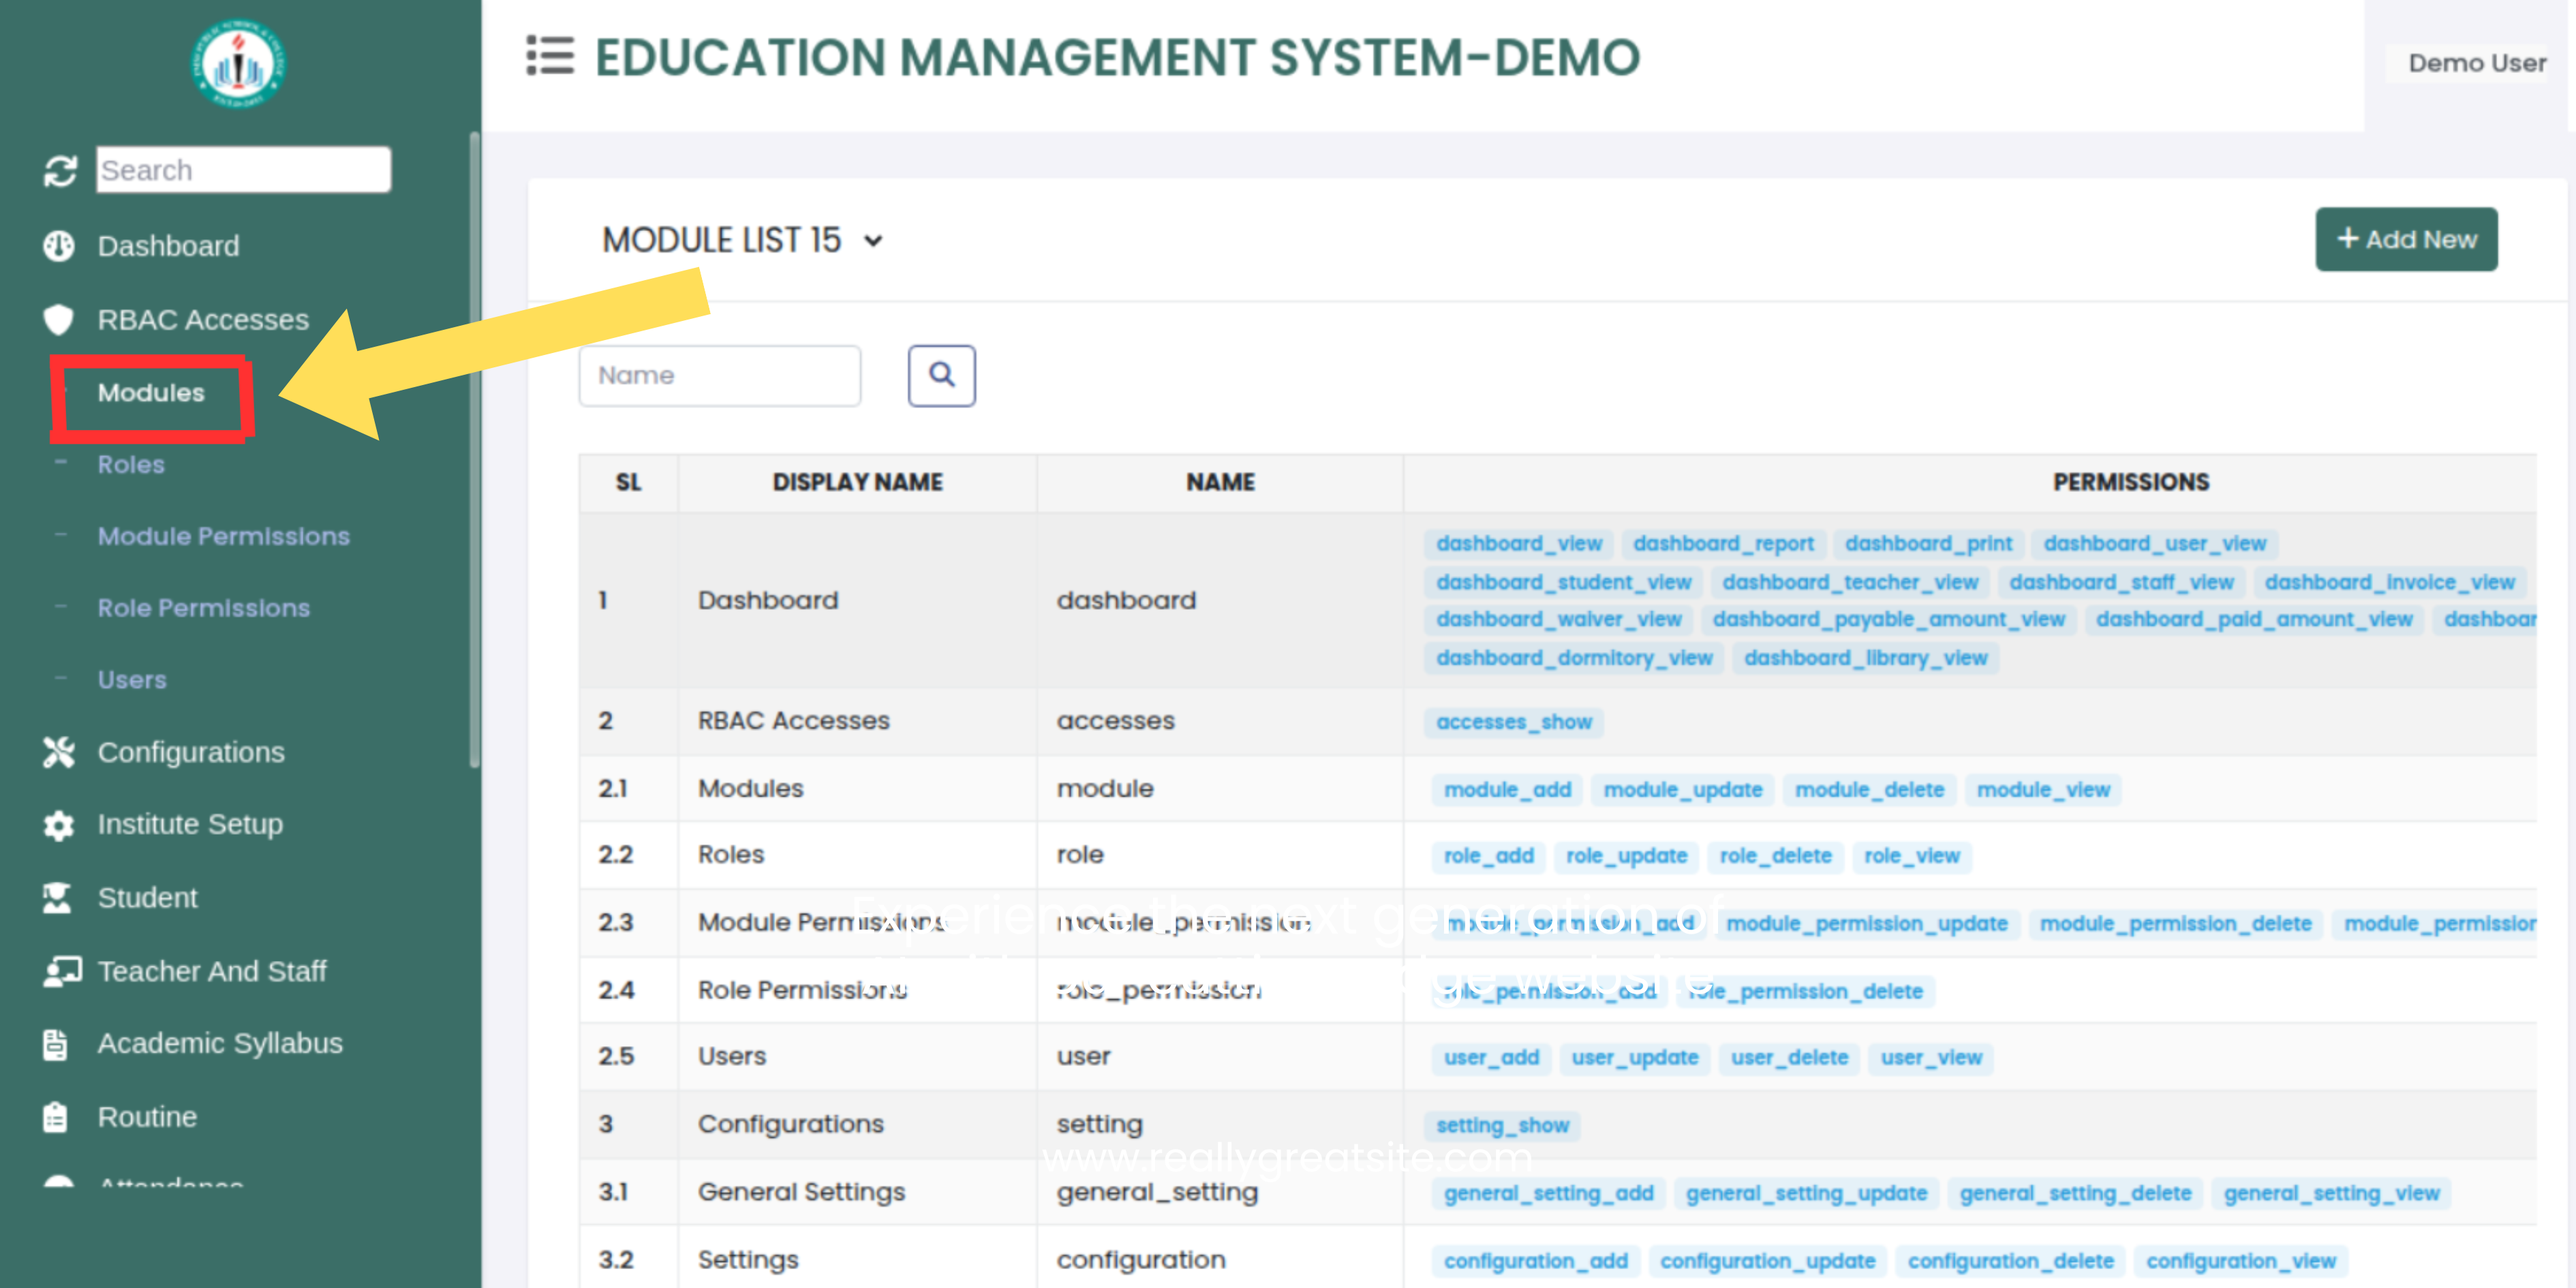 EDUCATION MANAGEMENT SYSTEM-DEMO
Demo User
Search
Dashboard
RBAC Accesses
Modules
Roles
Module Permissions
Role Permissions
Users
Configurations
Institute Setup
Student
Teacher And Staff
Academic Syllabus
Routine
Attendance
MODULE LIST 15
+ Add New
Name
SL DISPLAY NAME NAME PERMISSIONS
dashboard_view dashboard_report dashboard_print dashboard_user_view
dashboard_student_view dashboard_teacher_view dashboard_staff_view dashboard_invoice_view
1 Dashboard dashboard
dashboard_waiver_view dashboard_payable_amount_view dashboard_paid_amount_view
dashboard_dormitory_view dashboard_library_view
2 RBAC Accesses accesses accesses_show
2.1 Modules module module_add module_update module_delete module_view
2.2 Roles role role_add role_update role_delete role_view
Experience the next generation of
2.3 Module Permissions module_permission module_permission_add module_permission_update module_permission_delete module_permission
website
2.4 Role Permissions role_permission role_permission_add role_permission_delete
2.5 Users user user_add user_update user_delete user_view
3 Configurations setting setting_show
www.reallygreatsite.com
3.1 General Settings general_setting general_setting_add general_setting_update general_setting_delete general_setting_view
3.2 Settings configuration configuration_add configuration_update configuration_delete configuration_view